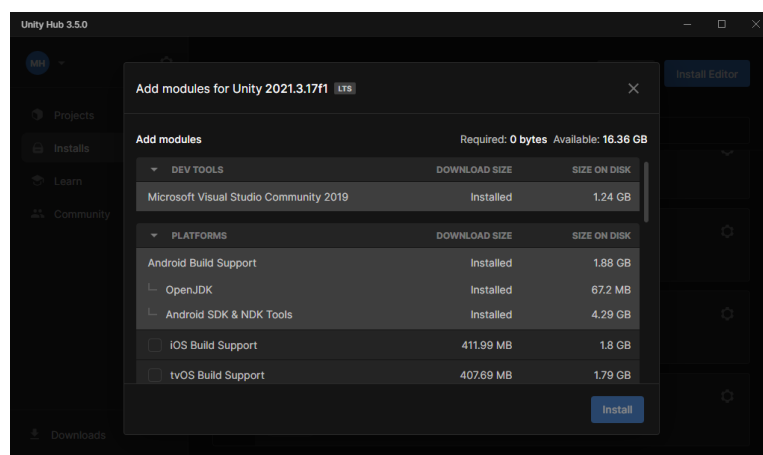 Unity Hub 3.5.0
MH
Install Editor
Projects
Installs
Learn
Community
Downloads
Add modules for Unity 2021.3.17f1 LTS
Add modules Required: 0 bytes Available: 16.36 GB
DEV TOOLS DOWNLOAD SIZE SIZE ON DISK
Microsoft Visual Studio Community 2019 Installed 1.24 GB
PLATFORMS DOWNLOAD SIZE SIZE ON DISK
Android Build Support Installed 1.88 GB
OpenJDK Installed 67.2 MB
Android SDK & NDK Tools Installed 4.29 GB
iOS Build Support 411.99 MB 1.8 GB
tvOS Build Support 407.69 MB 1.79 GB
Install